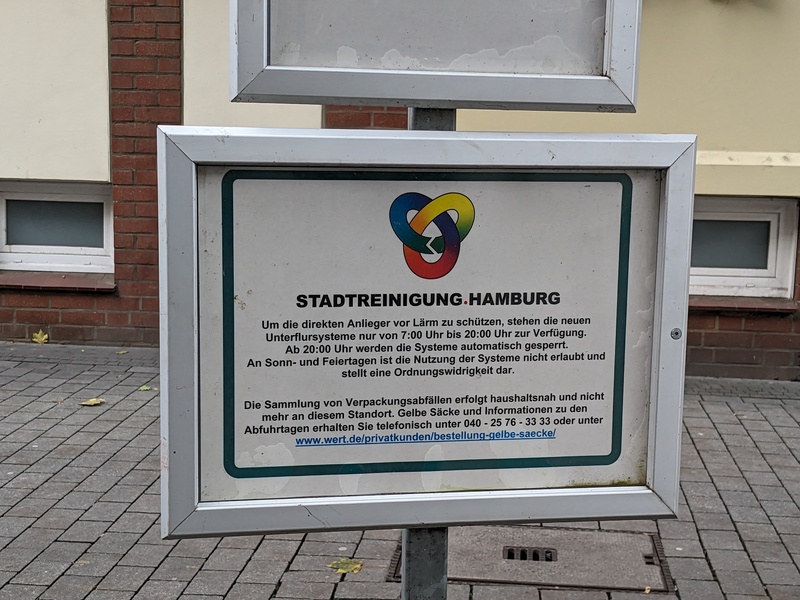 STADTREINIGUNG.HAMBURG
Um die direkten Anlieger vor Lärm zu schützen, stehen die neuen
Unterflursysteme nur von 7:00 Uhr bis 20:00 Uhr zur Verfügung.
Ab 20:00 Uhr werden die Systeme automatisch gesperrt.
An Sonn- und Feiertagen ist die Nutzung der Systeme nicht erlaubt und
stellt eine Ordnungswidrigkeit dar.
Die Sammlung von Verpackungsabfällen erfolgt haushaltsnah und nicht
mehr an diesem Standort. Gelbe Säcke und Informationen zu den
Abfuhrtagen erhalten Sie telefonisch unter 040 - 25 76 - 33 33 oder unter
www.wert.de/privatkunden/bestellung-gelbe-saecke/